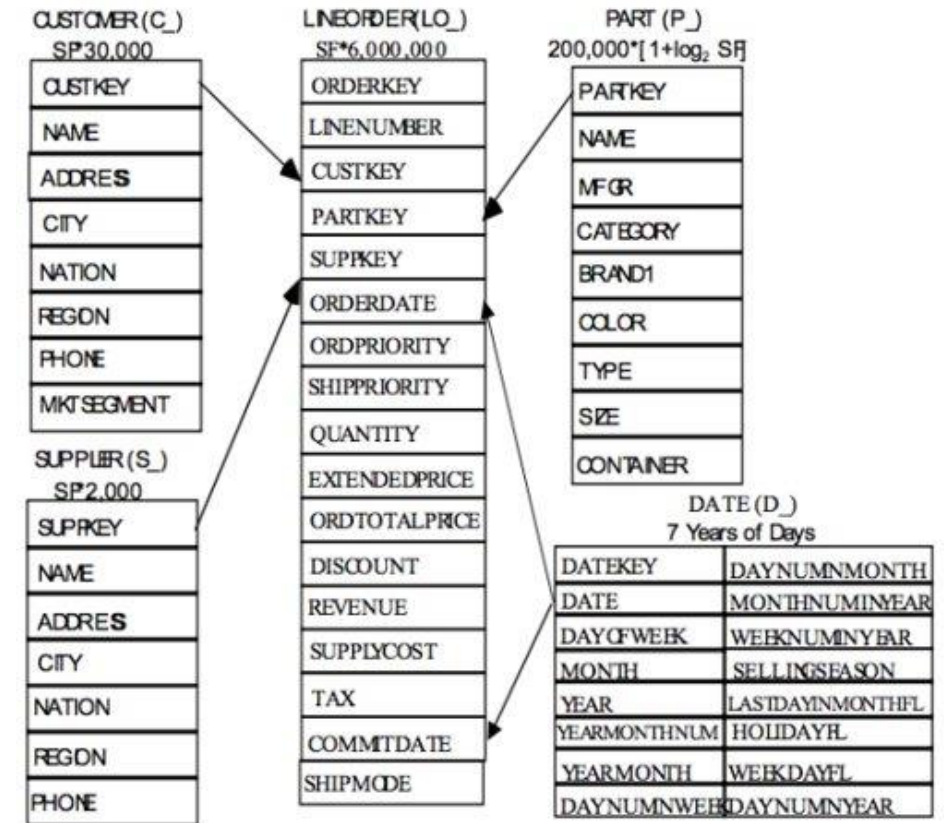 CUSTOMER (C_)
SF*30,000
CUSTKEY
NAME
ADDRESS
CITY
NATION
REGION
PHONE
MKTSEGMENT
SUPPLIER (S_)
SF*2,000
SUPPKEY
NAME
ADDRESS
CITY
NATION
REGION
PHONE
LINEORDER(LO_)
SF*6,000,000
ORDERKEY
LINENUMBER
CUSTKEY
PARTKEY
SUPPKEY
ORDERDATE
ORDPRIORITY
SHIPPRIORITY
QUANTITY
EXTENDEDPRICE
ORDTOTALPRICE
DISCOUNT
REVENUE
SUPPLYCOST
TAX
COMMITDATE
SHIPMODE
PART (P_)
200,000*[1+log₂ SF]
PARTKEY
NAME
MFGR
CATEGORY
BRAND1
COLOR
TYPE
SIZE
CONTAINER
DATE (D_)
7 Years of Days
DATEKEY DAYNUMNMONTH
DATE MONTHNUMINYEAR
DAYOFWEEK WEEKNUMINYEAR
MONTH SELLINGSEASON
YEAR LASTDAYINMONTHFL
YEARMONTHNUM HOLIDAYFL
YEARMONTH WEEKDAYFL
DAYNUMNWEEK DAYNUMNYEAR